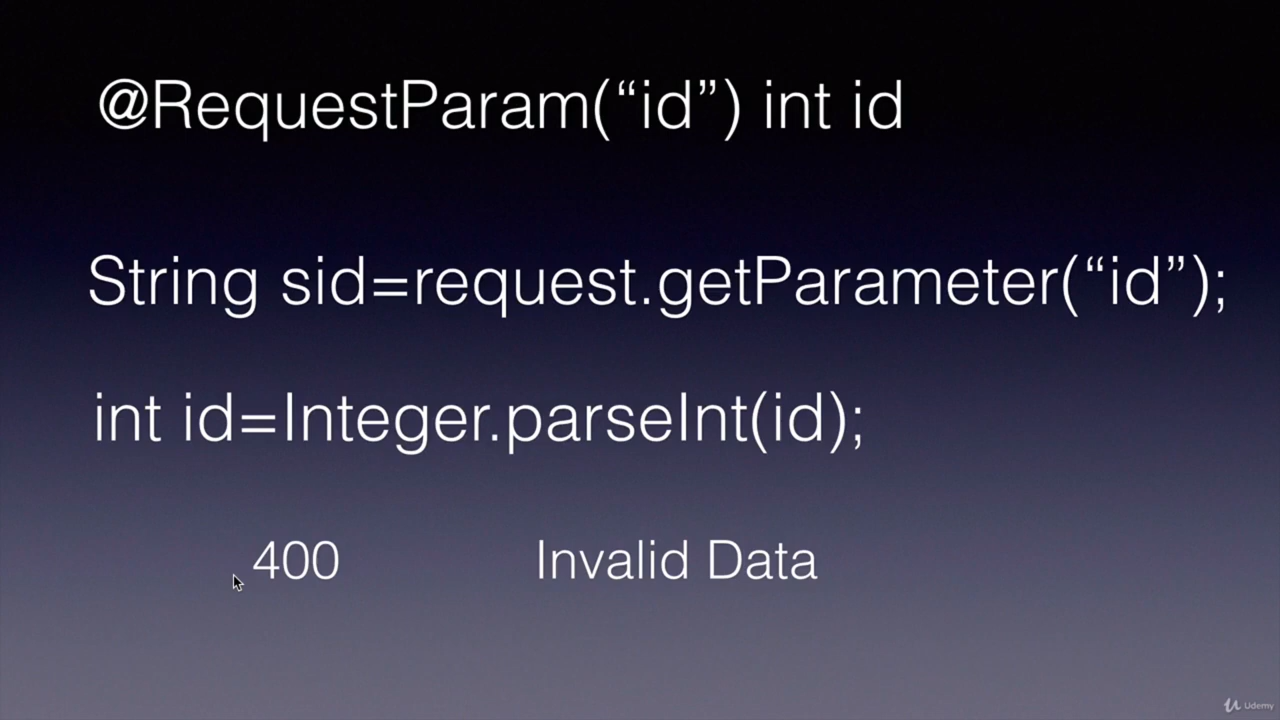 @RequestParam(“id”) int id
String sid=request.getParameter(“id”);
int id=Integer.parseInt(id);
400 Invalid Data
Udemy